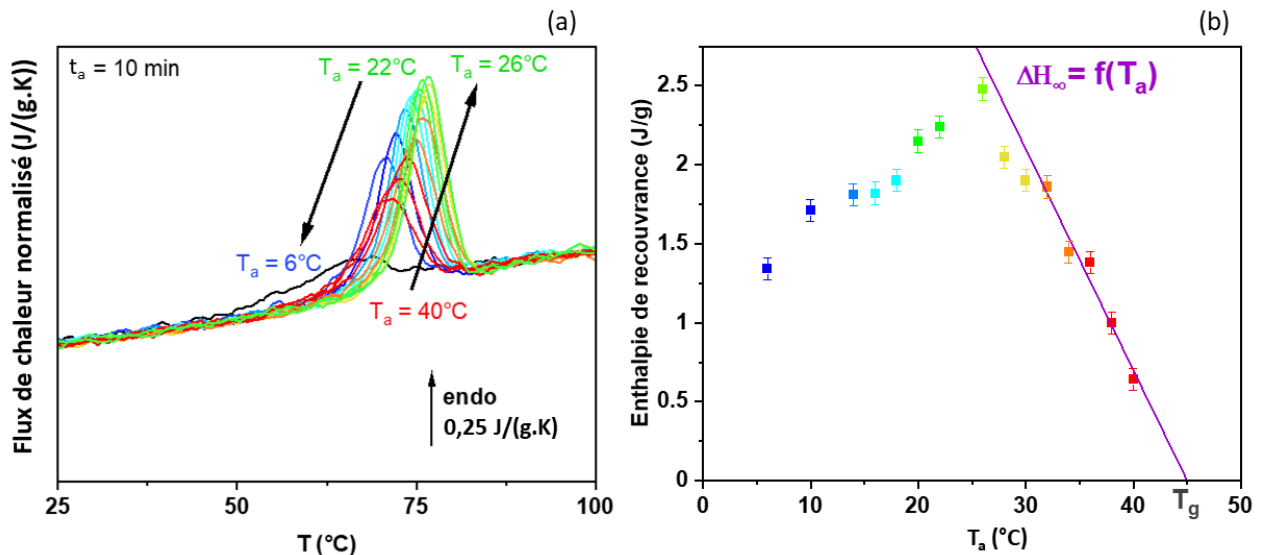 (a)
Flux de chaleur normalisé (J/(g.K))
tₐ = 10 min
Tₐ = 22°C
Tₐ = 26°C
Tₐ = 6°C
Tₐ = 40°C
endo
0,25 J/(g.K)
25
50
75
100
T (°C)
(b)
Enthalpie de recouvrance (J/g)
ΔH∞ = f(Tₐ)
2.5
2
1.5
1
0.5
0
0
10
20
30
40
50
T_g
Tₐ (°C)